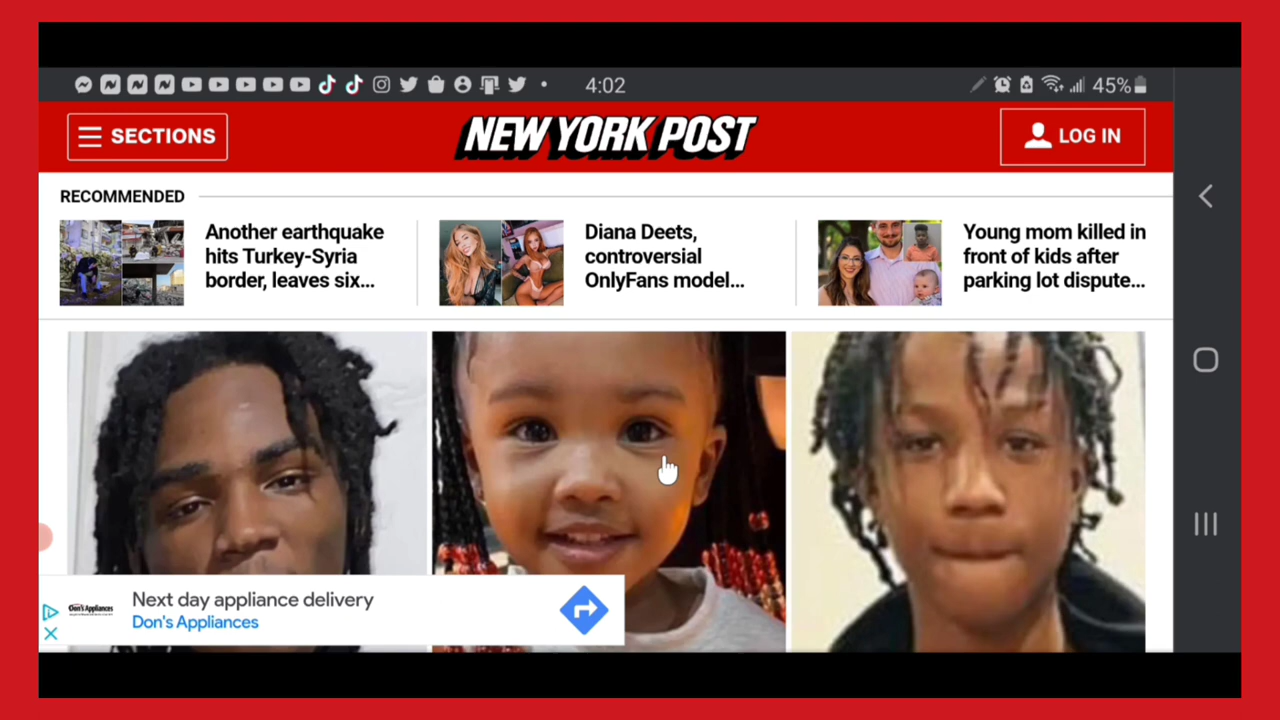 4:02
45%
SECTIONS
NEW YORK POST
LOG IN
RECOMMENDED
Another earthquake
hits Turkey-Syria
border, leaves six...
Diana Deets,
controversial
OnlyFans model...
Young mom killed in
front of kids after
parking lot dispute...
Don's Appliances
Next day appliance delivery
Don's Appliances